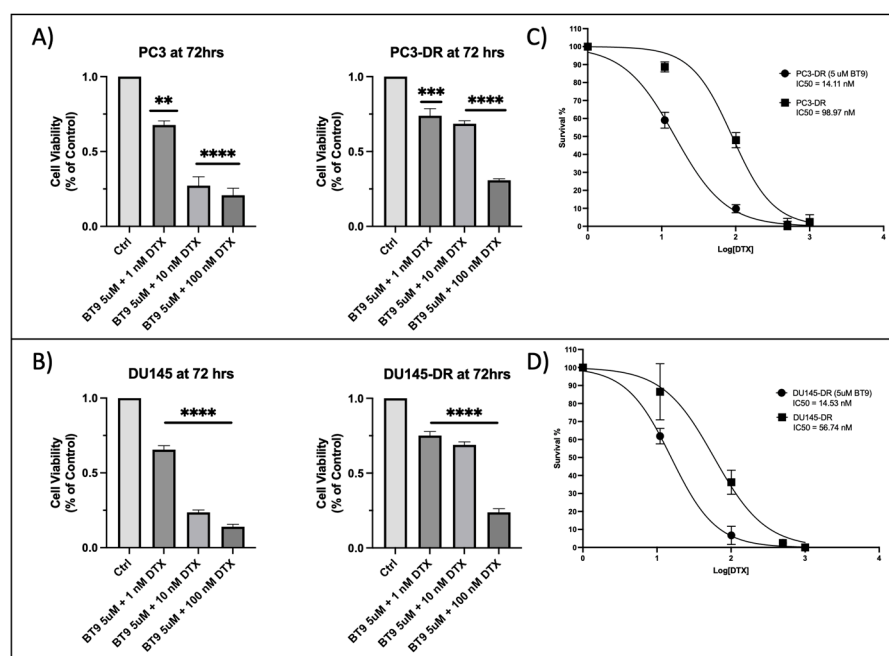 A)
PC3 at 72hrs
Cell Viability
(% of Control)
1.0
0.5
0.0
**
****
Ctrl
BT9 5uM + 1 nM DTX
BT9 5uM + 10 nM DTX
BT9 5uM + 100 nM DTX
PC3-DR at 72 hrs
Cell Viability
(% of Control)
1.0
0.5
0.0
***
****
Ctrl
BT9 5uM + 1 nM DTX
BT9 5uM + 10 nM DTX
BT9 5uM + 100 nM DTX
C)
Survival %
110
100
90
80
70
60
50
40
30
20
10
0
0
1
2
3
4
Log[DTX]
PC3-DR (5 uM BT9)
IC50 = 14.11 nM
PC3-DR
IC50 = 98.97 nM
B)
DU145 at 72 hrs
Cell Viability
(% of Control)
1.0
0.5
0.0
****
Ctrl
BT9 5uM + 1 nM DTX
BT9 5uM + 10 nM DTX
BT9 5uM + 100 nM DTX
DU145-DR at 72hrs
Cell Viability
(% of Control)
1.0
0.5
0.0
****
Ctrl
BT9 5uM + 1 nM DTX
BT9 5uM + 10 nM DTX
BT9 5uM + 100 nM DTX
D)
Survival %
110
100
90
80
70
60
50
40
30
20
10
0
0
1
2
3
4
Log[DTX]
DU145-DR (5uM BT9)
IC50 = 14.53 nM
DU145-DR
IC50 = 56.74 nM